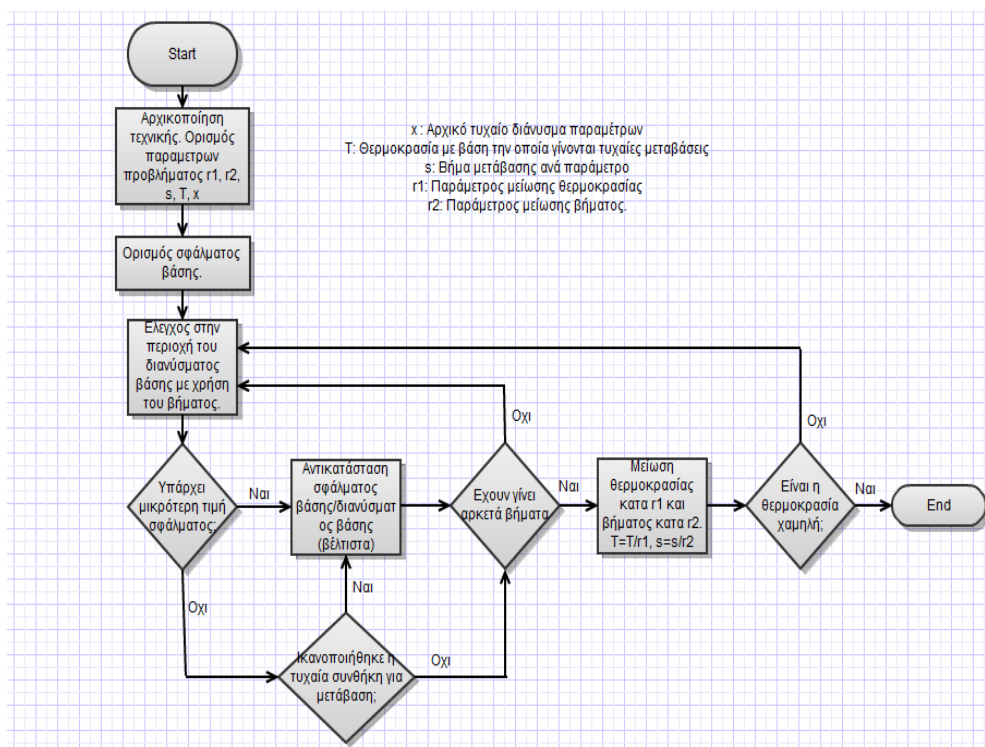 Start
Αρχικοποίηση
τεχνικής. Ορισμός
παραμετρων
προβλήματος r1, r2,
s, T, x
x : Αρχικό τυχαίο διάνυσμα παραμέτρων
T: Θερμοκρασία με βάση την οποία γίνονται τυχαίες μεταβάσεις
s: Βήμα μετάβασης ανά παράμετρο
r1: Παράμετρος μείωσης θερμοκρασίας
r2: Παράμετρος μείωσης βήματος.
Ορισμός σφάλματος
βάσης.
Ελεγχος στην
περιοχή του
διανύσματος
βάσης με χρήση
του βήματος.
Υπάρχει
μικρότερη τιμή
σφάλματος;
Ναι
Οχι
Αντικατάσταση
σφάλματος
βάσης/διανύσματ
ος βάσης
(βέλτιστα)
Ικανοποιήθηκε η
τυχαία συνθήκη για
μετάβαση;
Ναι
Οχι
Εχουν γίνει
αρκετά βήματα
Οχι
Ναι
Μείωση
θερμοκρασίας
κατα r1 και
βήματος κατα r2.
T=T/r1, s=s/r2
Είναι η
θερμοκρασία
χαμηλή;
Οχι
Ναι
End